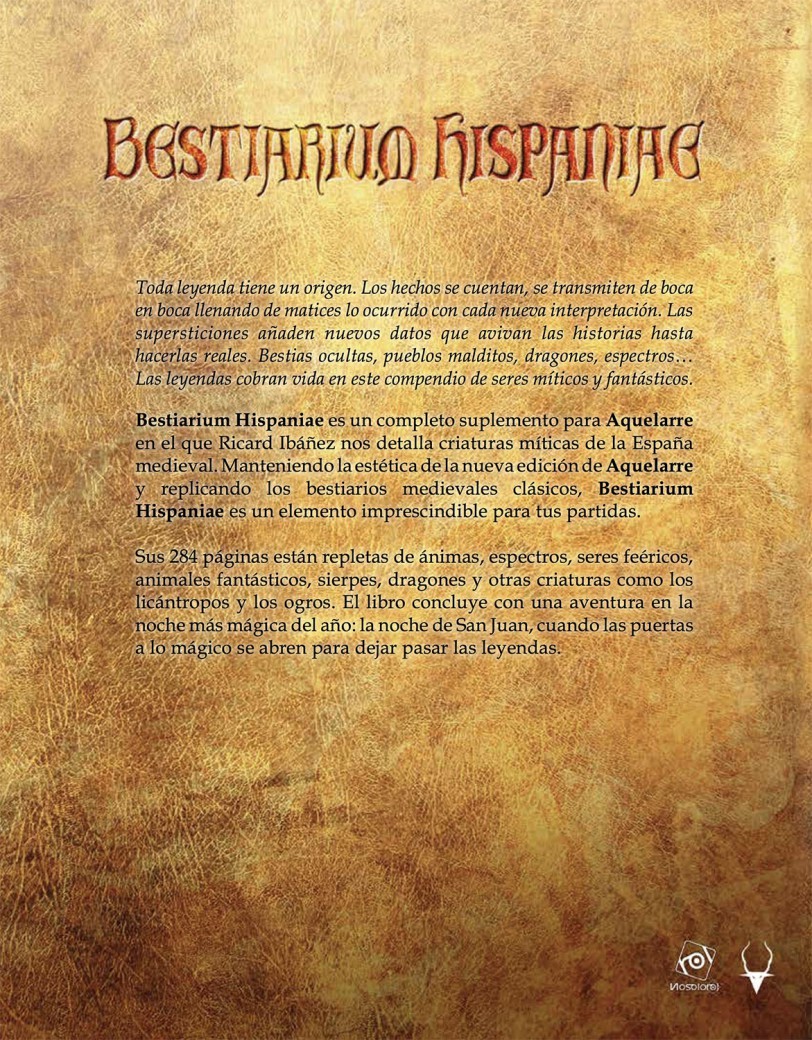 BESTIARIUM HISPANIAE
Toda leyenda tiene un origen. Los hechos se cuentan, se transmiten de boca
en boca llenando de matices lo ocurrido con cada nueva interpretación. Las
supersticiones añaden nuevos datos que avivan las historias hasta
hacerlas reales. Bestias ocultas, pueblos malditos, dragones, espectros…
Las leyendas cobran vida en este compendio de seres míticos y fantásticos.
Bestiarium Hispaniae es un completo suplemento para Aquelarre
en el que Ricard Ibáñez nos detalla criaturas míticas de la España
medieval. Manteniendo la estética de la nueva edición de Aquelarre
y replicando los bestiarios medievales clásicos, Bestiarium
Hispaniae es un elemento imprescindible para tus partidas.
Sus 284 páginas están repletas de ánimas, espectros, seres feéricos,
animales fantásticos, sierpes, dragones y otras criaturas como los
licántropos y los ogros. El libro concluye con una aventura en la
noche más mágica del año: la noche de San Juan, cuando las puertas
a lo mágico se abren para dejar pasar las leyendas.
Nosolorol